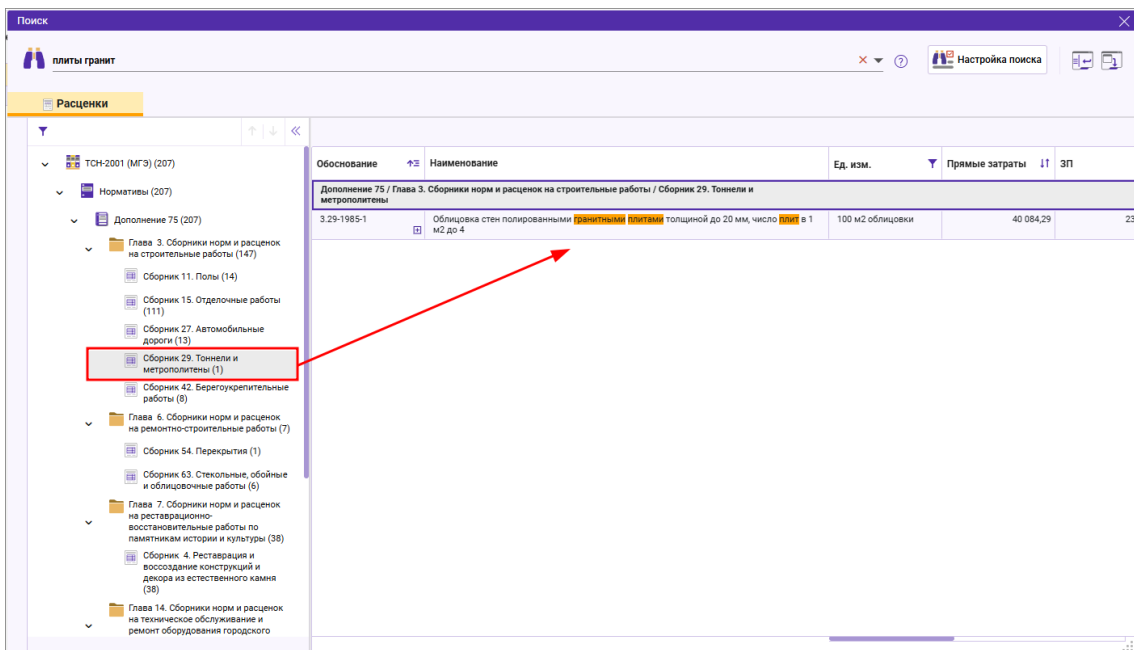 Поиск
плиты гранит
Настройка поиска
Расценки
ТСН-2001 (МГЭ) (207)
Нормативы (207)
Дополнение 75 (207)
Глава 3. Сборники норм и расценок
на строительные работы (147)
Сборник 11. Полы (14)
Сборник 15. Отделочные работы
(111)
Сборник 27. Автомобильные
дороги (13)
Сборник 29. Тоннели и
метрополитены (1)
Сборник 42. Берегоукрепительные
работы (8)
Глава 6. Сборники норм и расценок
на ремонтно-строительные работы (7)
Сборник 54. Перекрытия (1)
Сборник 63. Стекольные, обойные
и облицовочные работы (6)
Глава 7. Сборники норм и расценок
на реставрационно-
восстановительные работы по
памятникам истории и культуры (38)
Сборник 4. Реставрация и
воссоздание конструкций и
декора из естественного камня
(38)
Глава 14. Сборники норм и расценок
на техническое обслуживание и
ремонт оборудования городского
Обоснование Наименование Ед. изм. Прямые затраты ЗП
Дополнение 75 / Глава 3. Сборники норм и расценок на строительные работы / Сборник 29. Тоннели и
метрополитены
3.29-1985-1 Облицовка стен полированными гранитными плитами толщиной до 20 мм, число плит в 1 100 м2 облицовки 40 084,29 23
м2 до 4